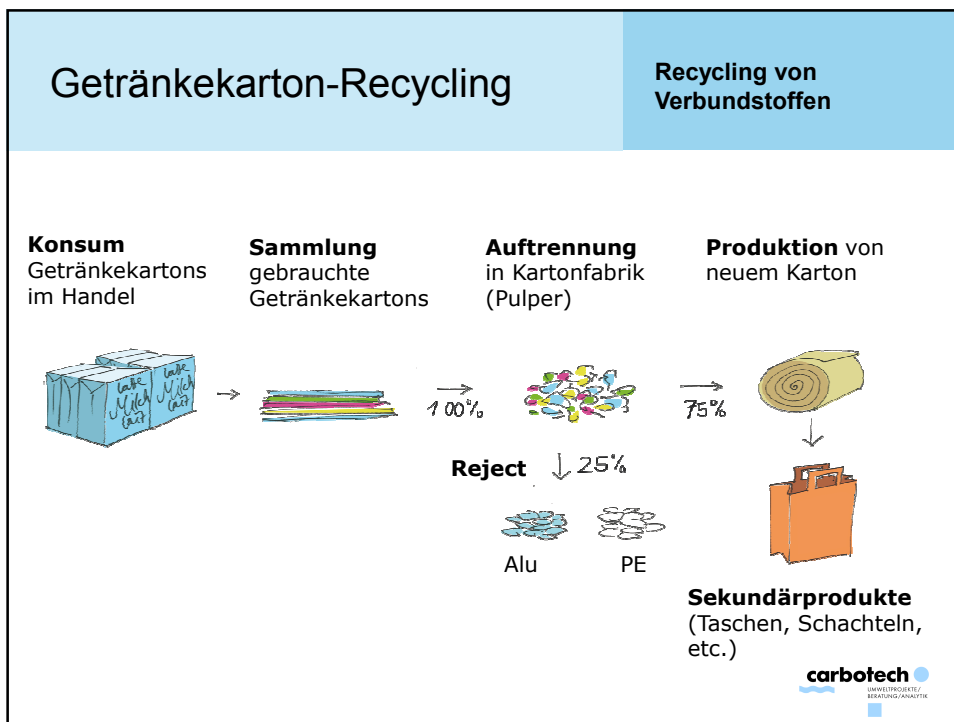 Getränkekarton-Recycling
Recycling von
Verbundstoffen
Konsum
Getränkekartons
im Handel
Sammlung
gebrauchte
Getränkekartons
Auftrennung
in Kartonfabrik
(Pulper)
Produktion von
neuem Karton
Milch
Milch
100%
75%
Reject
25%
Alu
PE
Sekundärprodukte
(Taschen, Schachteln,
etc.)
carbotech
UMWELTPROJEKTE/
BERATUNG/ANALYTIK